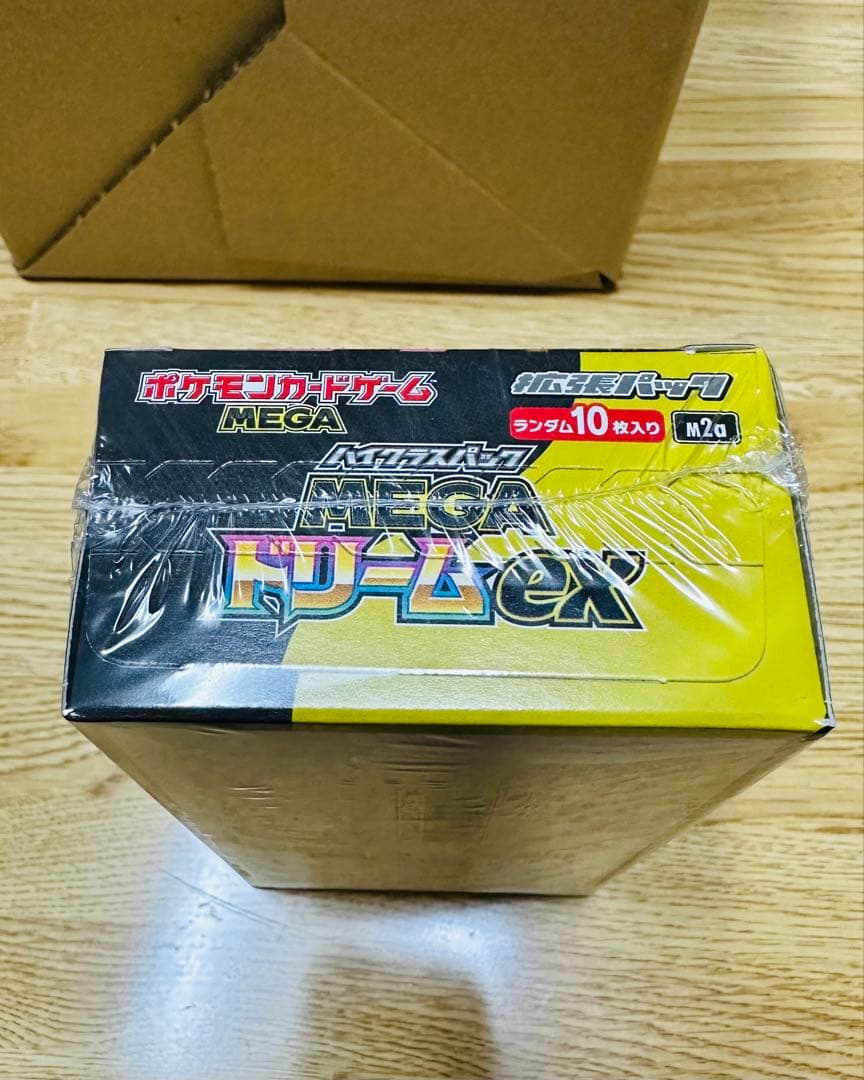 ポケモンカードゲーム
MEGA
拡張パック
ランダム10枚入り
M2a
ハイクラスパック
MEGA
ドリームex